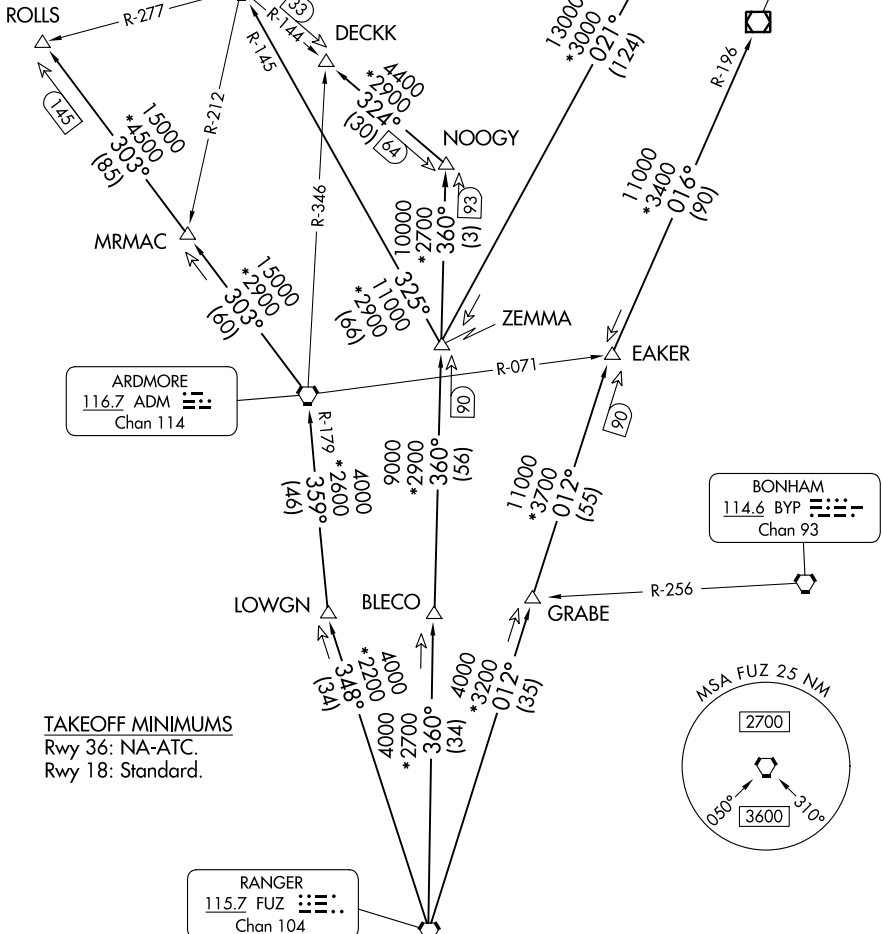 ROLLS
R-277
33
R-144
DECKK
R-145
13000
*3000
021°
(124)
R-196
145
15000
*4500
303°
(85)
R-212
4400
*2900
324°
(30)
64
NOOGY
93
11000
*3400
016°
(90)
MRMAC
R-346
10000
*2700
360°
(3)
15000
*2900
303°
(60)
325°
11000
*2900
(66)
ZEMMA
EAKER
R-071
ARDMORE
116.7 ADM
Chan 114
R-179
90
90
4000
*2600
359°
(46)
9000
*2900
360°
(56)
11000
*3700
012°
(55)
BONHAM
114.6 BYP
Chan 93
R-256
LOWGN
BLECO
GRABE
4000
*2200
348°
(34)
4000
*2700
360°
(34)
4000
*3200
012°
(35)
MSA FUZ 25 NM
2700
050°
310°
3600
TAKEOFF MINIMUMS
Rwy 36: NA-ATC.
Rwy 18: Standard.
RANGER
115.7 FUZ
Chan 104